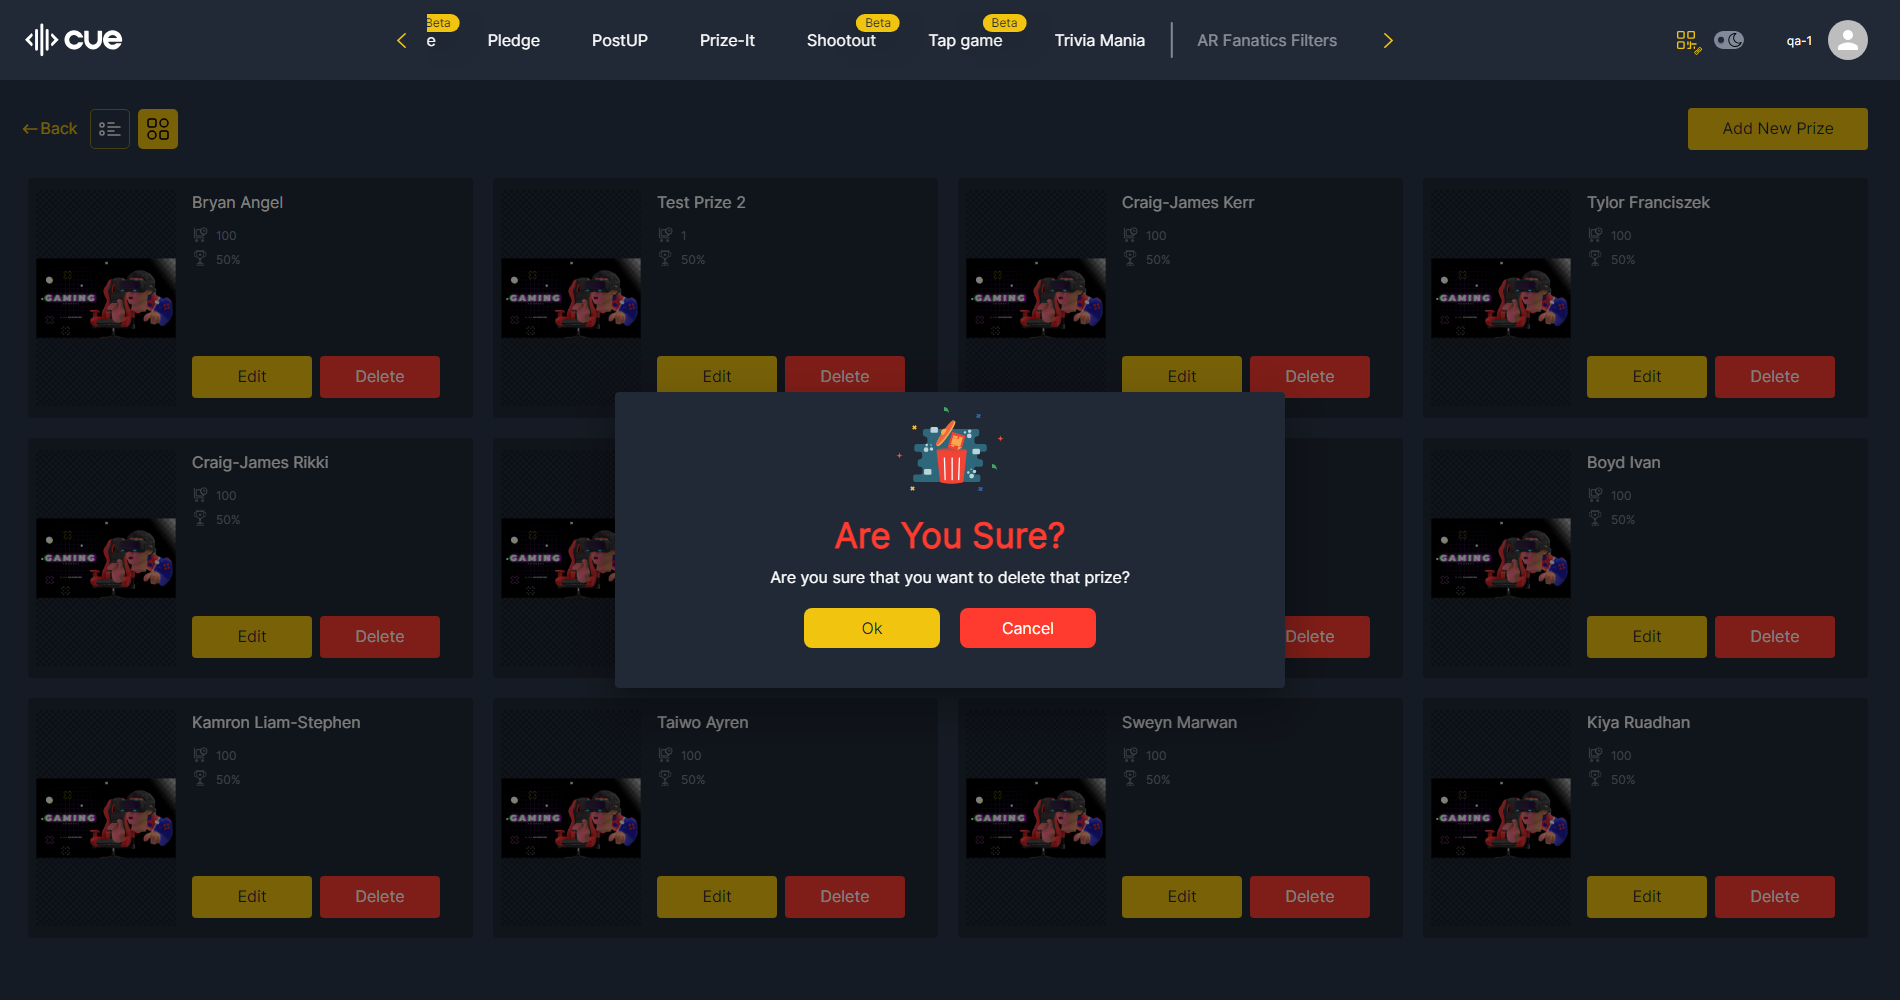 cue
e
Beta
Pledge
PostUP
Prize-It
Shootout
Beta
Tap game
Beta
Trivia Mania
AR Fanatics Filters
qa-1
Back
Add New Prize
Bryan Angel
100
50%
GAMING
Edit
Delete
Test Prize 2
1
50%
GAMING
Edit
Delete
Craig-James Kerr
100
50%
GAMING
Edit
Delete
Tylor Franciszek
100
50%
GAMING
Edit
Delete
Are You Sure?
Are you sure that you want to delete that prize?
Ok
Cancel
Craig-James Rikki
100
50%
GAMING
Edit
Delete
GAMING
Delete
Boyd Ivan
100
50%
GAMING
Edit
Delete
Kamron Liam-Stephen
100
50%
GAMING
Edit
Delete
Taiwo Ayren
100
50%
GAMING
Edit
Delete
Sweyn Marwan
100
50%
GAMING
Edit
Delete
Kiya Ruadhan
100
50%
GAMING
Edit
Delete